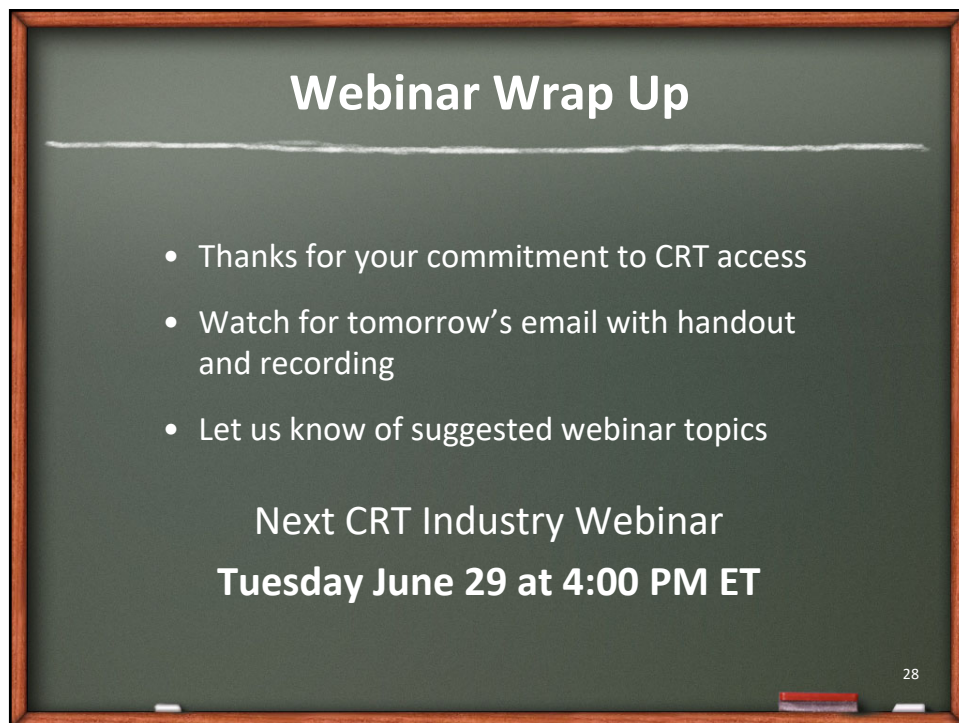 Webinar Wrap Up
• Thanks for your commitment to CRT access
• Watch for tomorrow’s email with handout
and recording
• Let us know of suggested webinar topics
Next CRT Industry Webinar
Tuesday June 29 at 4:00 PM ET
28